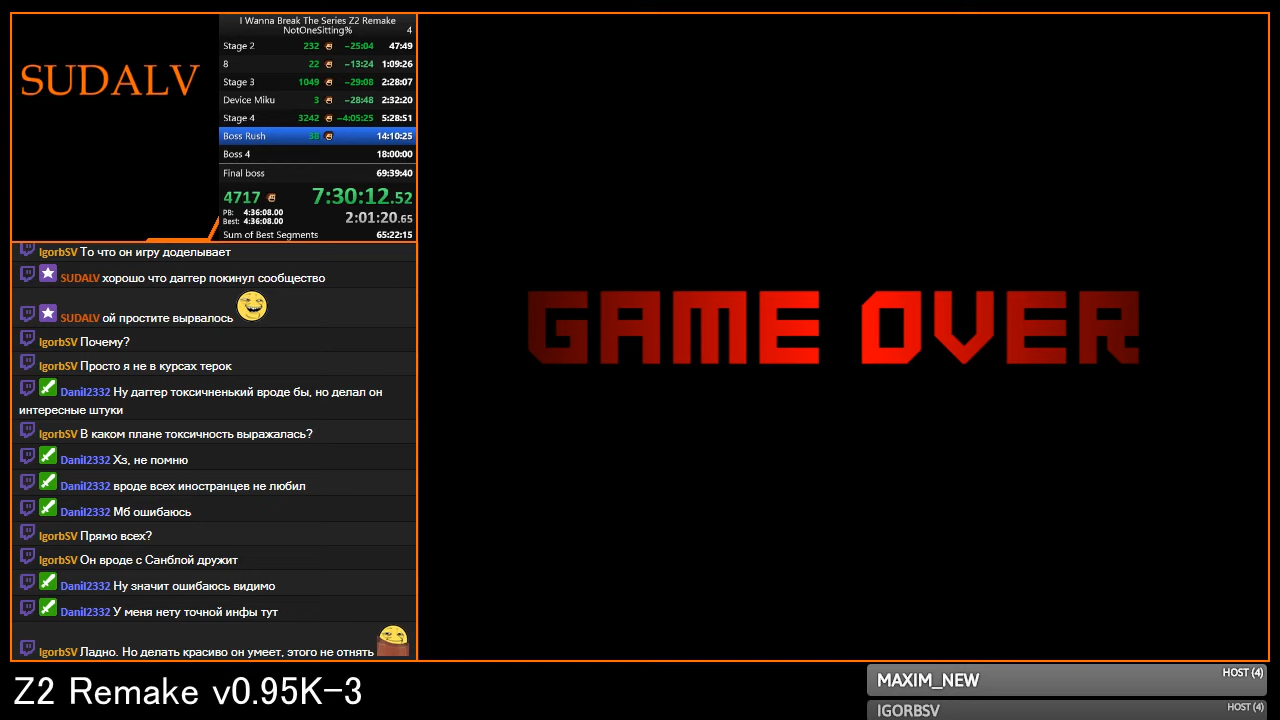 SUDALV
I Wanna Break The Series Z2 Remake
NotOneSitting% 4
Stage 2 232 −25:04 47:49
8 22 −13:24 1:09:26
Stage 3 1049 −29:08 2:28:07
Device Miku 3 −28:48 2:32:20
Stage 4 3242 −4:05:25 5:28:51
Boss Rush 38 14:10:25
Boss 4 18:00:00
Final boss 69:39:40
4717 7:30:12.52
PB: 4:36:08.00
Best: 4:36:08.00
2:01:20.65
Sum of Best Segments 65:22:15
IgorbSV То что он игру доделывает
SUDALV хорошо что даггер покинул сообщество
SUDALV ой простите вырвалось
IgorbSV Почему?
IgorbSV Просто я не в курсах терок
Danil2332 Ну даггер токсичненький вроде бы, но делал он
интересные штуки
IgorbSV В каком плане токсичность выражалась?
Danil2332 Хз, не помню
Danil2332 вроде всех иностранцев не любил
Danil2332 Мб ошибаюсь
IgorbSV Прямо всех?
IgorbSV Он вроде с Санблой дружит
Danil2332 Ну значит ошибаюсь видимо
Danil2332 У меня нету точной инфы тут
IgorbSV Ладно. Но делать красиво он умеет, этого не отнять
GAME OVER
Z2 Remake v0.95K-3
MAXIM_NEW HOST (4)
IGORBSV HOST (4)